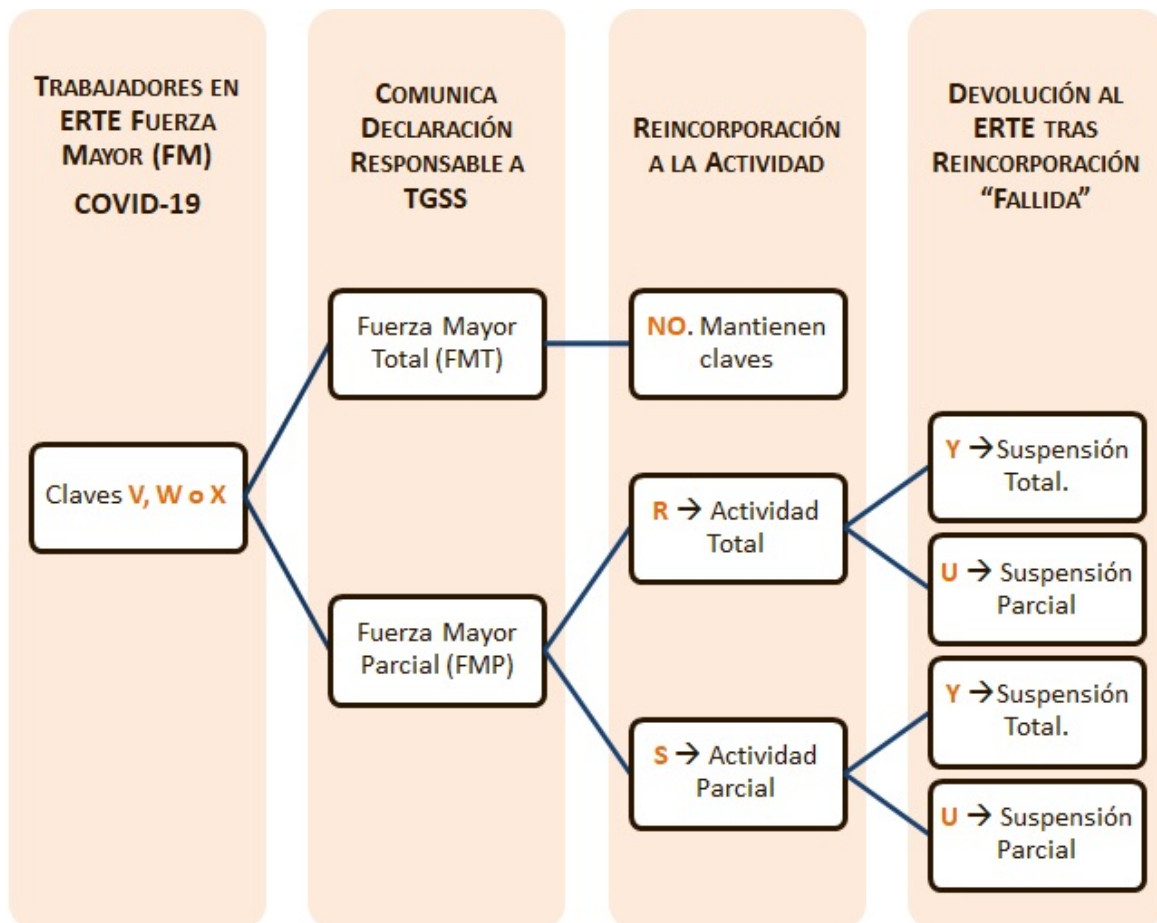 TRABAJADORES EN
ERTE FUERZA
MAYOR (FM)
COVID-19
COMUNICA
DECLARACIÓN
RESPONSABLE A
TGSS
REINCORPORACIÓN
A LA ACTIVIDAD
DEVOLUCIÓN AL
ERTE TRAS
REINCORPORACIÓN
“FALLIDA”
Claves V, W o X
Fuerza Mayor
Total (FMT)
Fuerza Mayor
Parcial (FMP)
NO. Mantienen
claves
R → Actividad
Total
S → Actividad
Parcial
Y → Suspensión
Total.
U → Suspensión
Parcial
Y → Suspensión
Total.
U → Suspensión
Parcial